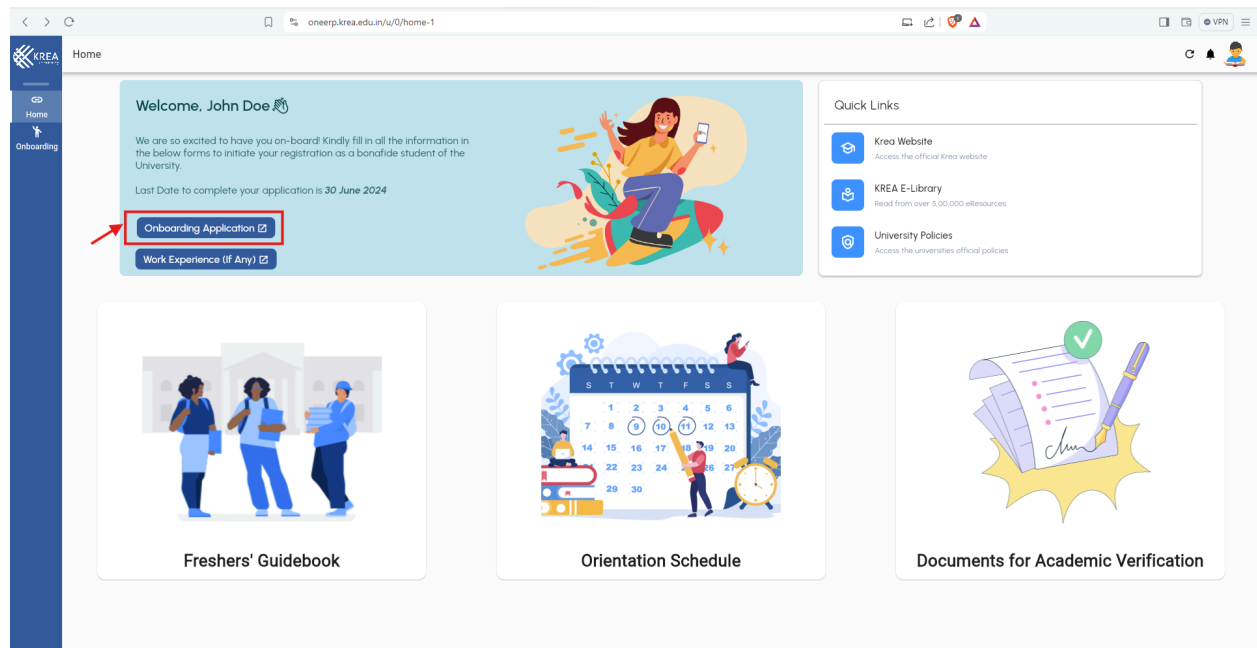 oneerp.krea.edu.in/u/0/home-1
VPN
KREA
Home
Home
Onboarding
Welcome, John Doe
We are so excited to have you on-board! Kindly fill in all the information in
the below forms to initiate your registration as a bonafide student of the
University.
Last Date to complete your application is 30 June 2024
Onboarding Application
Work Experience (If Any)
Quick Links
Krea Website
Access the official Krea website
KREA E-Library
Read from over 5,00,000 eResources
University Policies
Access the universities official policies
S T W T F S S
1 2 3 4 5 6
7 8 9 10 11 12 13
14 15 16 17 18 19 20
22 23 24 26 27
29 30
Freshers' Guidebook
Orientation Schedule
Documents for Academic Verification